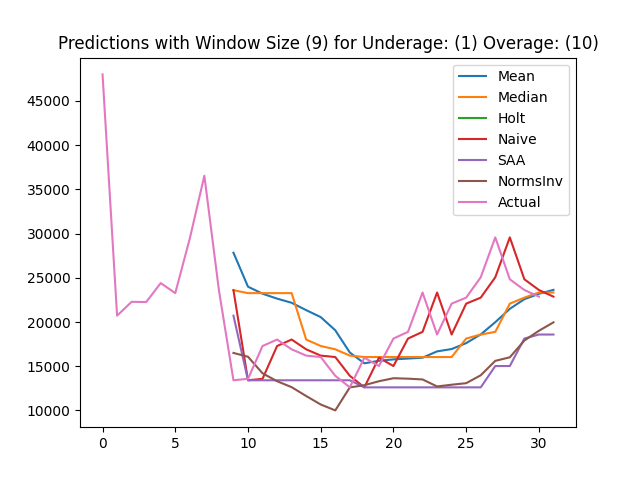 Predictions with Window Size (9) for Underage: (1) Overage: (10)
Mean
Median
Holt
Naive
SAA
NormsInv
Actual
45000
40000
35000
30000
25000
20000
15000
10000
0 5 10 15 20 25 30